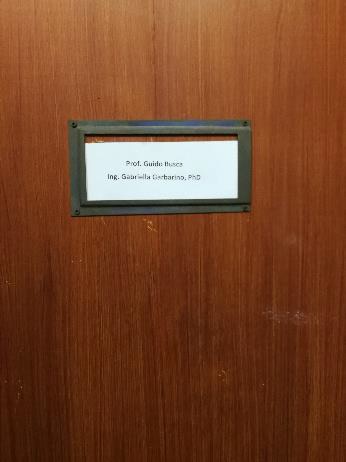 Prof. Guido Busca
Ing. Gabriella Garbarino, PhD